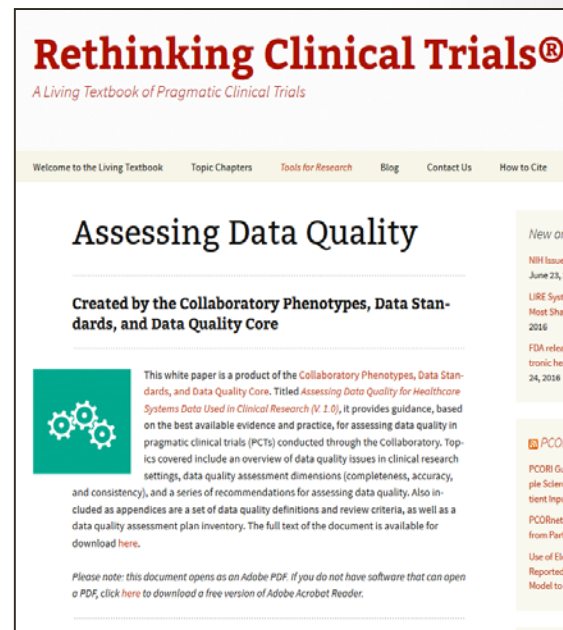 Rethinking Clinical Trials®
A Living Textbook of Pragmatic Clinical Trials
Welcome to the Living Textbook Topic Chapters Tools for Research Blog Contact Us How to Cite
Assessing Data Quality
Created by the Collaboratory Phenotypes, Data Stan-
dards, and Data Quality Core
This white paper is a product of the Collaboratory Phenotypes, Data Stan-
dards, and Data Quality Core. Titled Assessing Data Quality for Healthcare
Systems Data Used in Clinical Research (V. 1.0), it provides guidance, based
on the best available evidence and practice, for assessing data quality in
pragmatic clinical trials (PCTs) conducted through the Collaboratory. Top-
ics covered include an overview of data quality issues in clinical research
settings, data quality assessment dimensions (completeness, accuracy,
and consistency), and a series of recommendations for assessing data quality. Also in-
cluded as appendices are a set of data quality definitions and review criteria, as well as a
data quality assessment plan inventory. The full text of the document is available for
download here.
Please note: this document opens as an Adobe PDF. If you do not have software that can open
a PDF, click here to download a free version of Adobe Acrobat Reader.
New
NIH Issue
June 23,
LIRE Syst
Most Sha
2016
FDA relea
tronic he
24, 2016
PCO
PCORI Gu
ple Scien
tient Inpu
PCORnet
from Part
Use of El
Reported
Model to